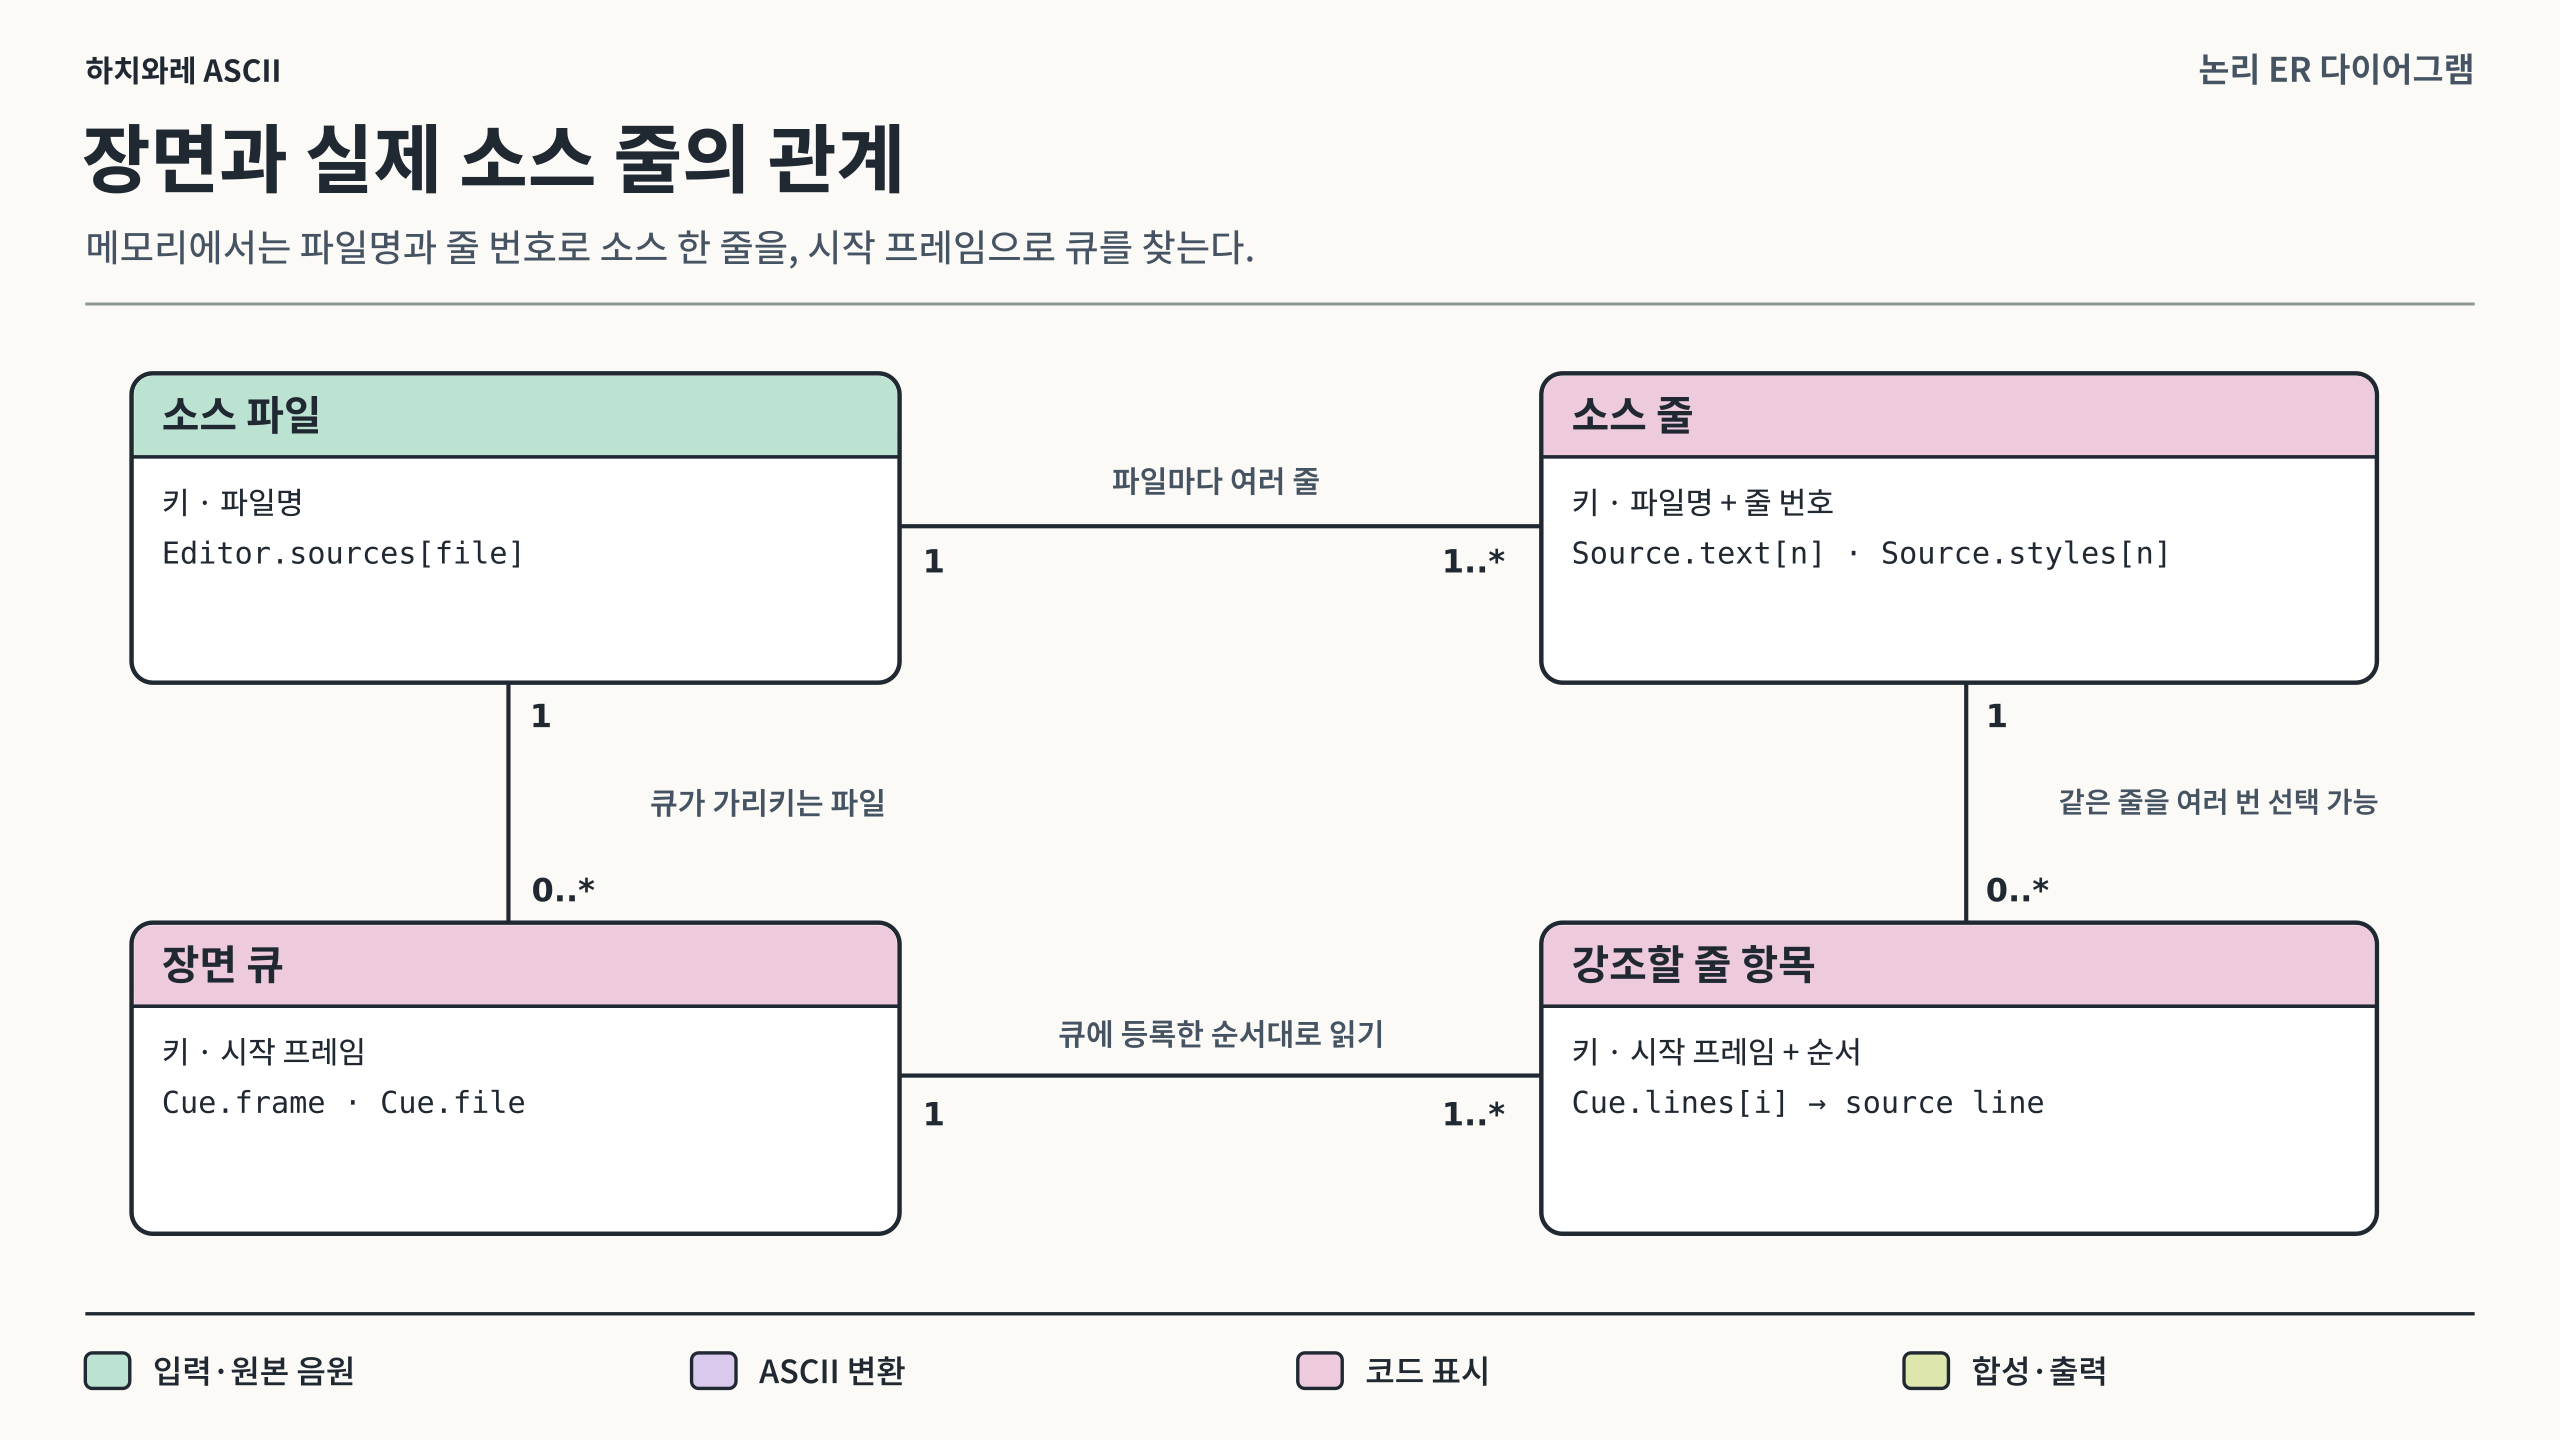 하치와레 ASCII
논리 ER 다이어그램
장면과 실제 소스 줄의 관계
메모리에서는 파일명과 줄 번호로 소스 한 줄을, 시작 프레임으로 큐를 찾는다.
소스 파일
키 · 파일명
Editor.sources[file]
파일마다 여러 줄
1
1..*
소스 줄
키 · 파일명 + 줄 번호
Source.text[n] · Source.styles[n]
1
큐가 가리키는 파일
0..*
1
같은 줄을 여러 번 선택 가능
0..*
장면 큐
키 · 시작 프레임
Cue.frame · Cue.file
큐에 등록한 순서대로 읽기
1
1..*
강조할 줄 항목
키 · 시작 프레임 + 순서
Cue.lines[i] → source line
입력·원본 음원
ASCII 변환
코드 표시
합성·출력